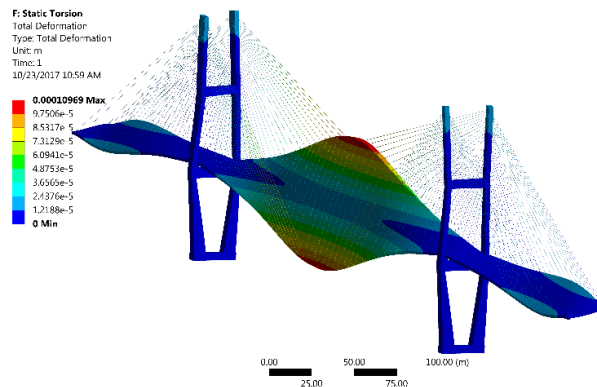 F: Static Torsion
Total Deformation
Type: Total Deformation
Unit: m
Time: 1
10/23/2017 10:59 AM
0.00010969 Max
9.7506e-5
8.5317e-5
7.3129e-5
6.0941e-5
4.8753e-5
3.6565e-5
2.4376e-5
1.2188e-5
0 Min
0.00 50.00 100.00 (m)
25.00 75.00